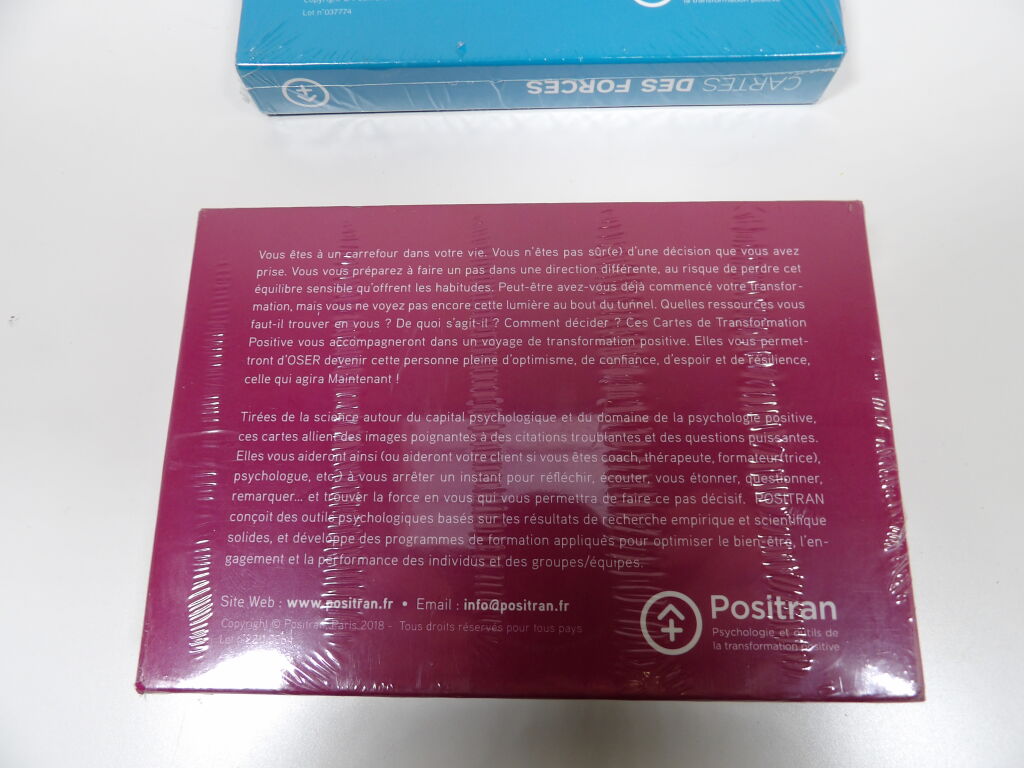 Lot n°037774
la transformation positive
CARTES DES FORCES
Vous êtes à un carrefour dans votre vie. Vous n'êtes pas sûr(e) d'une décision que vous avez
prise. Vous vous préparez à faire un pas dans une direction différente, au risque de perdre cet
équilibre sensible qu'offrent les habitudes. Peut-être avez-vous déjà commencé votre transfor-
mation, mais vous ne voyez pas encore cette lumière au bout du tunnel. Quelles ressources vous
faut-il trouver en vous ? De quoi s'agit-il ? Comment décider ? Ces Cartes de Transformation
Positive vous accompagneront dans un voyage de transformation positive. Elles vous permet-
tront d'OSER devenir cette personne pleine d'optimisme, de confiance, d'espoir et de résilience,
celle qui agira Maintenant !
Tirées de la science autour du capital psychologique et du domaine de la psychologie positive,
ces cartes allient des images poignantes à des citations troublantes et des questions puissantes.
Elles vous aideront ainsi (ou aideront votre client si vous êtes coach, thérapeute, formateur(trice),
psychologue, etc.) à vous arrêter un instant pour réfléchir, écouter, vous étonner, questionner,
remarquer... et trouver la force en vous qui vous permettra de faire ce pas décisif. POSITRAN
conçoit des outils psychologiques basés sur les résultats de recherche empirique et scientifique
solides, et développe des programmes de formation appliqués pour optimiser le bien-être, l'en-
gagement et la performance des individus et des groupes/équipes.
Site Web : www.positran.fr • Email : info@positran.fr
Copyright © Positran, Paris 2018 - Tous droits réservés pour tous pays
Positran
Psychologie et outils de
la transformation positive